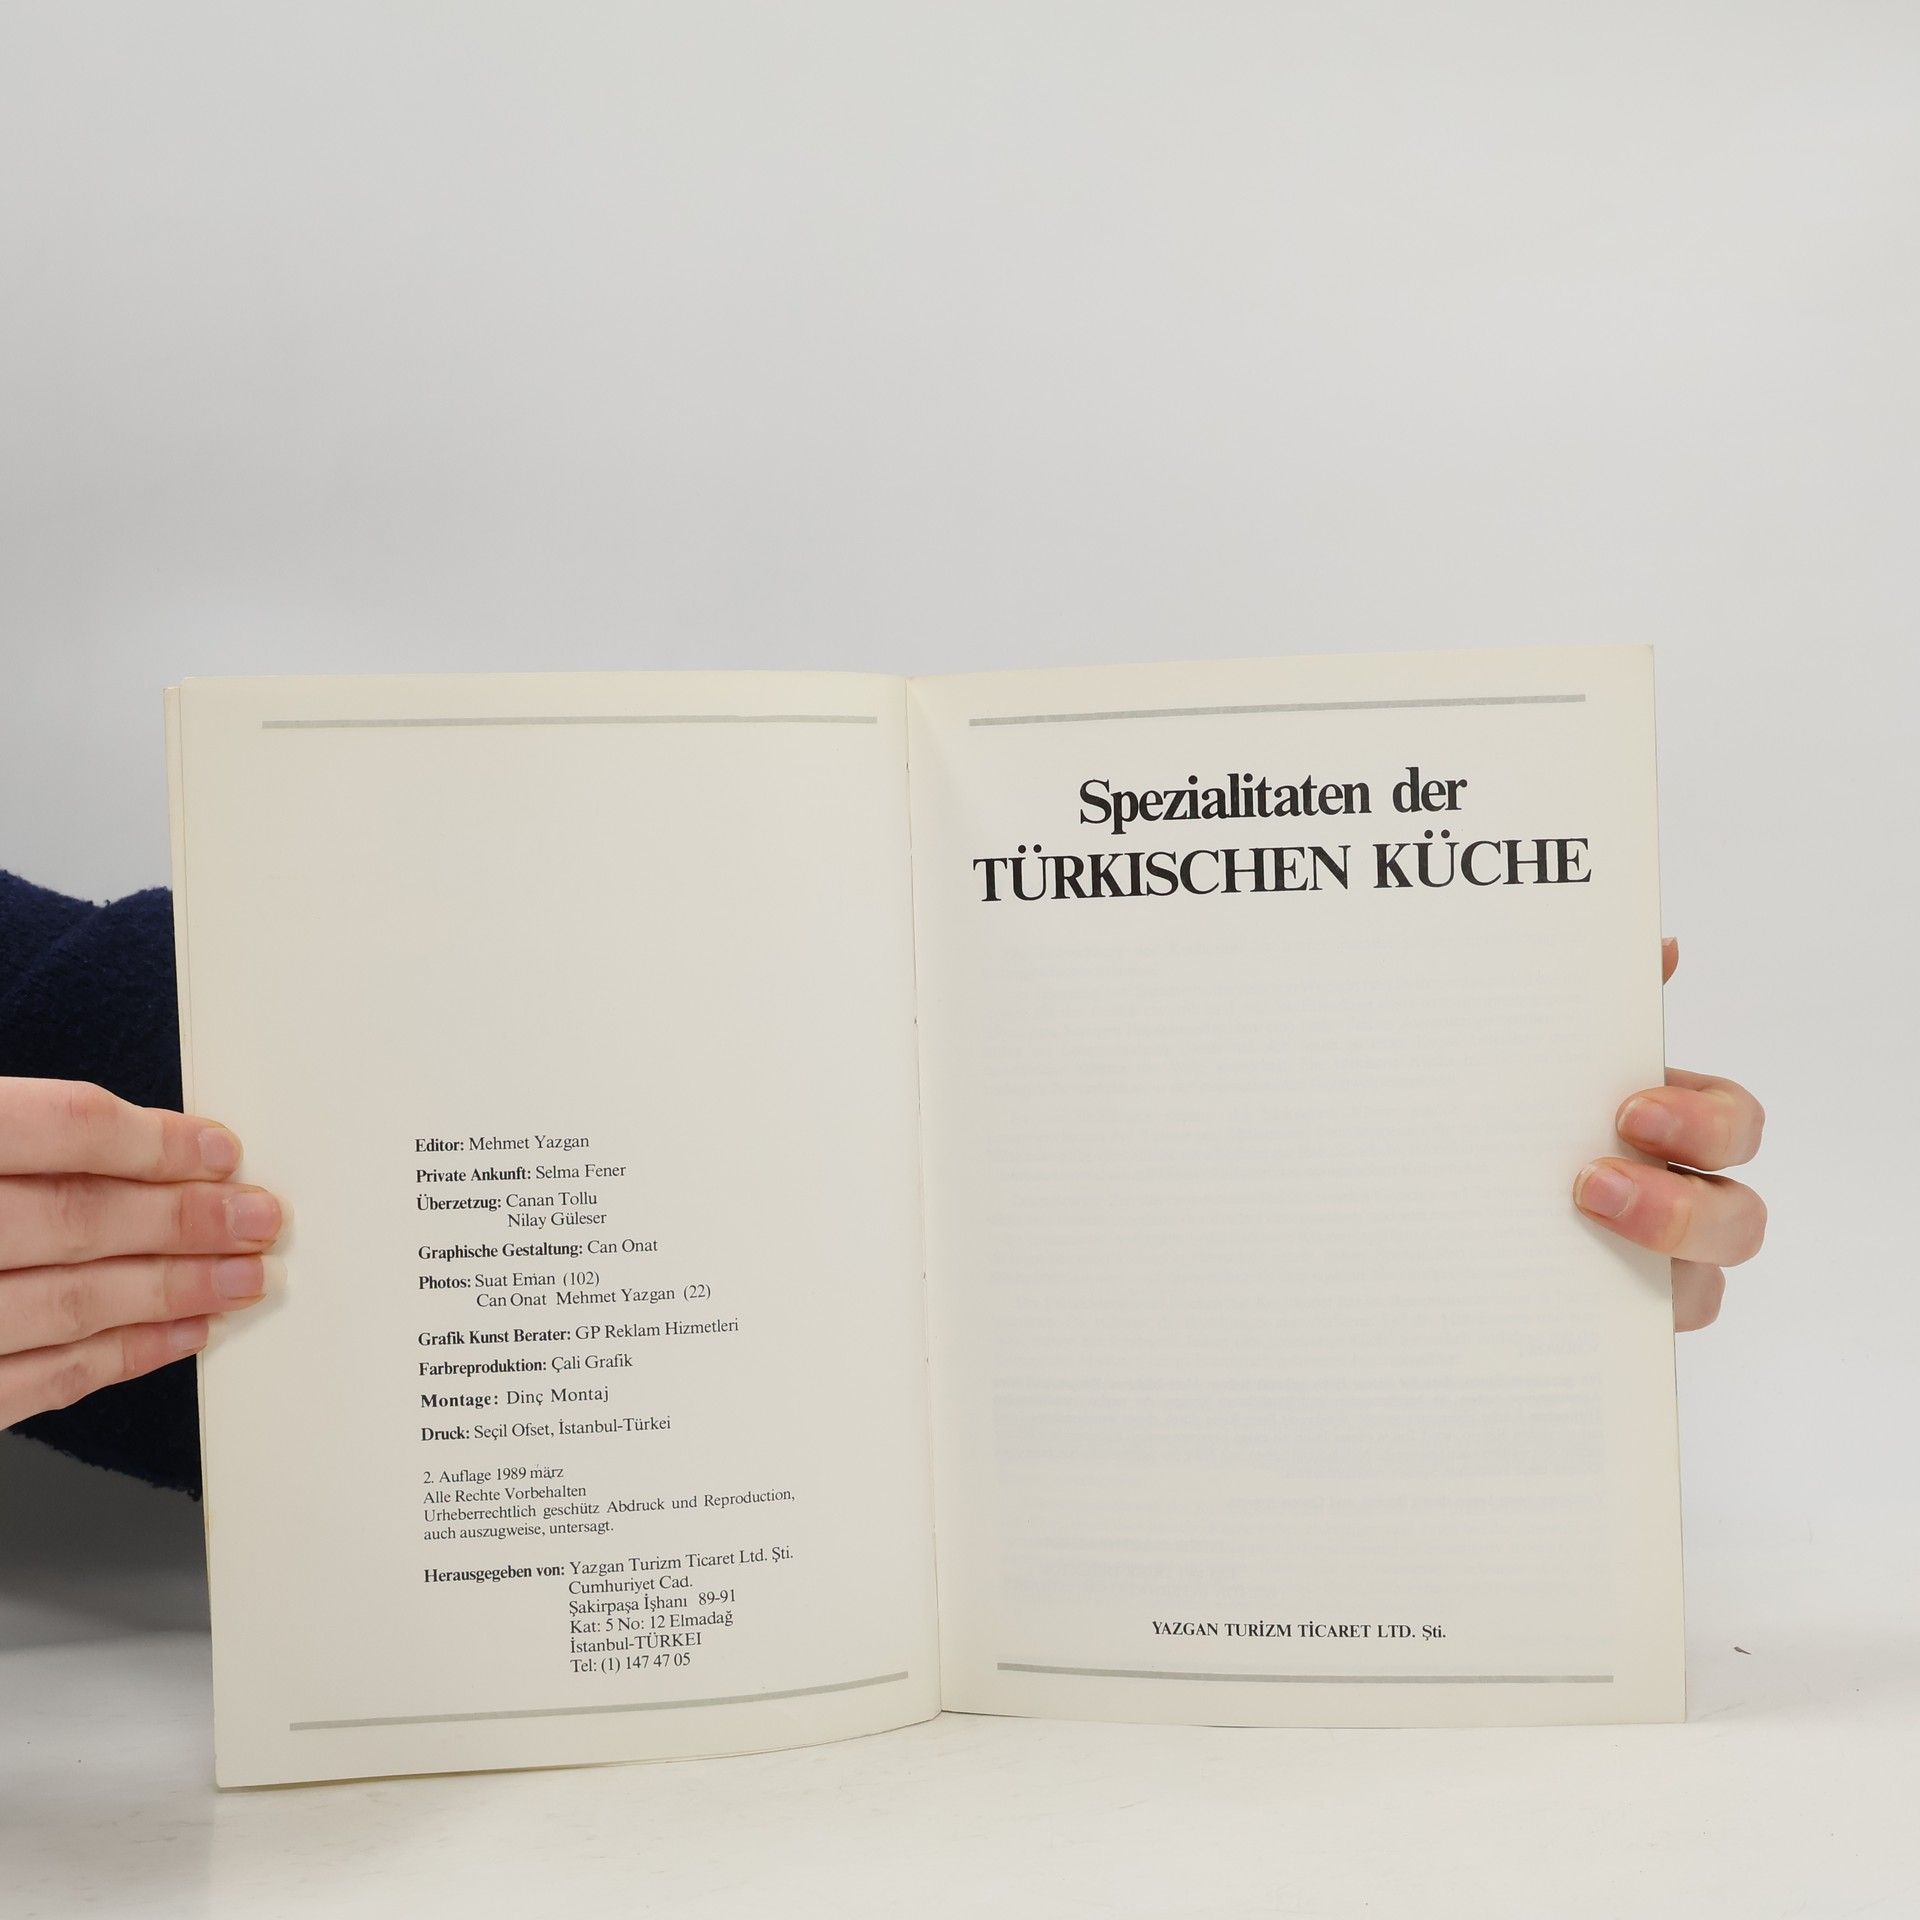 Editor: Mehmet Yazgan
Private Ankunft: Selma Fener
Überzetzug: Canan Tollu
Nilay Güleser
Graphische Gestaltung: Can Onat
Photos: Suat Eman (102)
Can Onat Mehmet Yazgan (22)
Grafik Kunst Berater: GP Reklam Hizmetleri
Farbreproduktion: Çali Grafik
Montage: Dinç Montaj
Druck: Seçil Ofset, İstanbul-Türkei
2. Auflage 1989 märz
Alle Rechte Vorbehalten
Urheberrechtlich geschütz Abdruck und Reproduction,
auch auszugweise, untersagt.
Herausgegeben von: Yazgan Turizm Ticaret Ltd. Şti.
Cumhuriyet Cad.
Şakirpaşa İşhanı 89-91
Kat: 5 No: 12 Elmadağ
İstanbul-TÜRKEI
Tel: (1) 147 47 05
Spezialitaten der
TÜRKISCHEN KÜCHE
YAZGAN TURİZM TİCARET LTD. Şti.